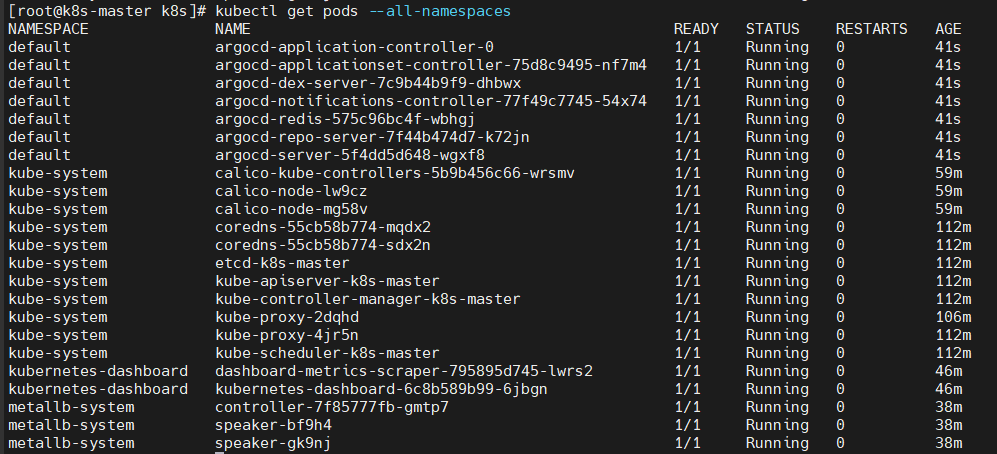 [root@k8s-master k8s]# kubectl get pods --all-namespaces
NAMESPACE NAME READY STATUS RESTARTS AGE
default argocd-application-controller-0 1/1 Running 0 41s
default argocd-applicationset-controller-75d8c9495-nf7m4 1/1 Running 0 41s
default argocd-dex-server-7c9b44b9f9-dhbwx 1/1 Running 0 41s
default argocd-notifications-controller-77f49c7745-54x74 1/1 Running 0 41s
default argocd-redis-575c96bc4f-wbhgj 1/1 Running 0 41s
default argocd-repo-server-7f44b474d7-k72jn 1/1 Running 0 41s
default argocd-server-5f4dd5d648-wgxf8 1/1 Running 0 41s
kube-system calico-kube-controllers-5b9b456c66-wrsmv 1/1 Running 0 59m
kube-system calico-node-lw9cz 1/1 Running 0 59m
kube-system calico-node-mg58v 1/1 Running 0 59m
kube-system coredns-55cb58b774-mqdx2 1/1 Running 0 112m
kube-system coredns-55cb58b774-sdx2n 1/1 Running 0 112m
kube-system etcd-k8s-master 1/1 Running 0 112m
kube-system kube-apiserver-k8s-master 1/1 Running 0 112m
kube-system kube-controller-manager-k8s-master 1/1 Running 0 112m
kube-system kube-proxy-2dqhd 1/1 Running 0 106m
kube-system kube-proxy-4jr5n 1/1 Running 0 112m
kube-system kube-scheduler-k8s-master 1/1 Running 0 112m
kubernetes-dashboard dashboard-metrics-scraper-795895d745-lwrs2 1/1 Running 0 46m
kubernetes-dashboard kubernetes-dashboard-6c8b589b99-6jbgn 1/1 Running 0 46m
metallb-system controller-7f85777fb-gmtp7 1/1 Running 0 38m
metallb-system speaker-bf9h4 1/1 Running 0 38m
metallb-system speaker-gk9nj 1/1 Running 0 38m